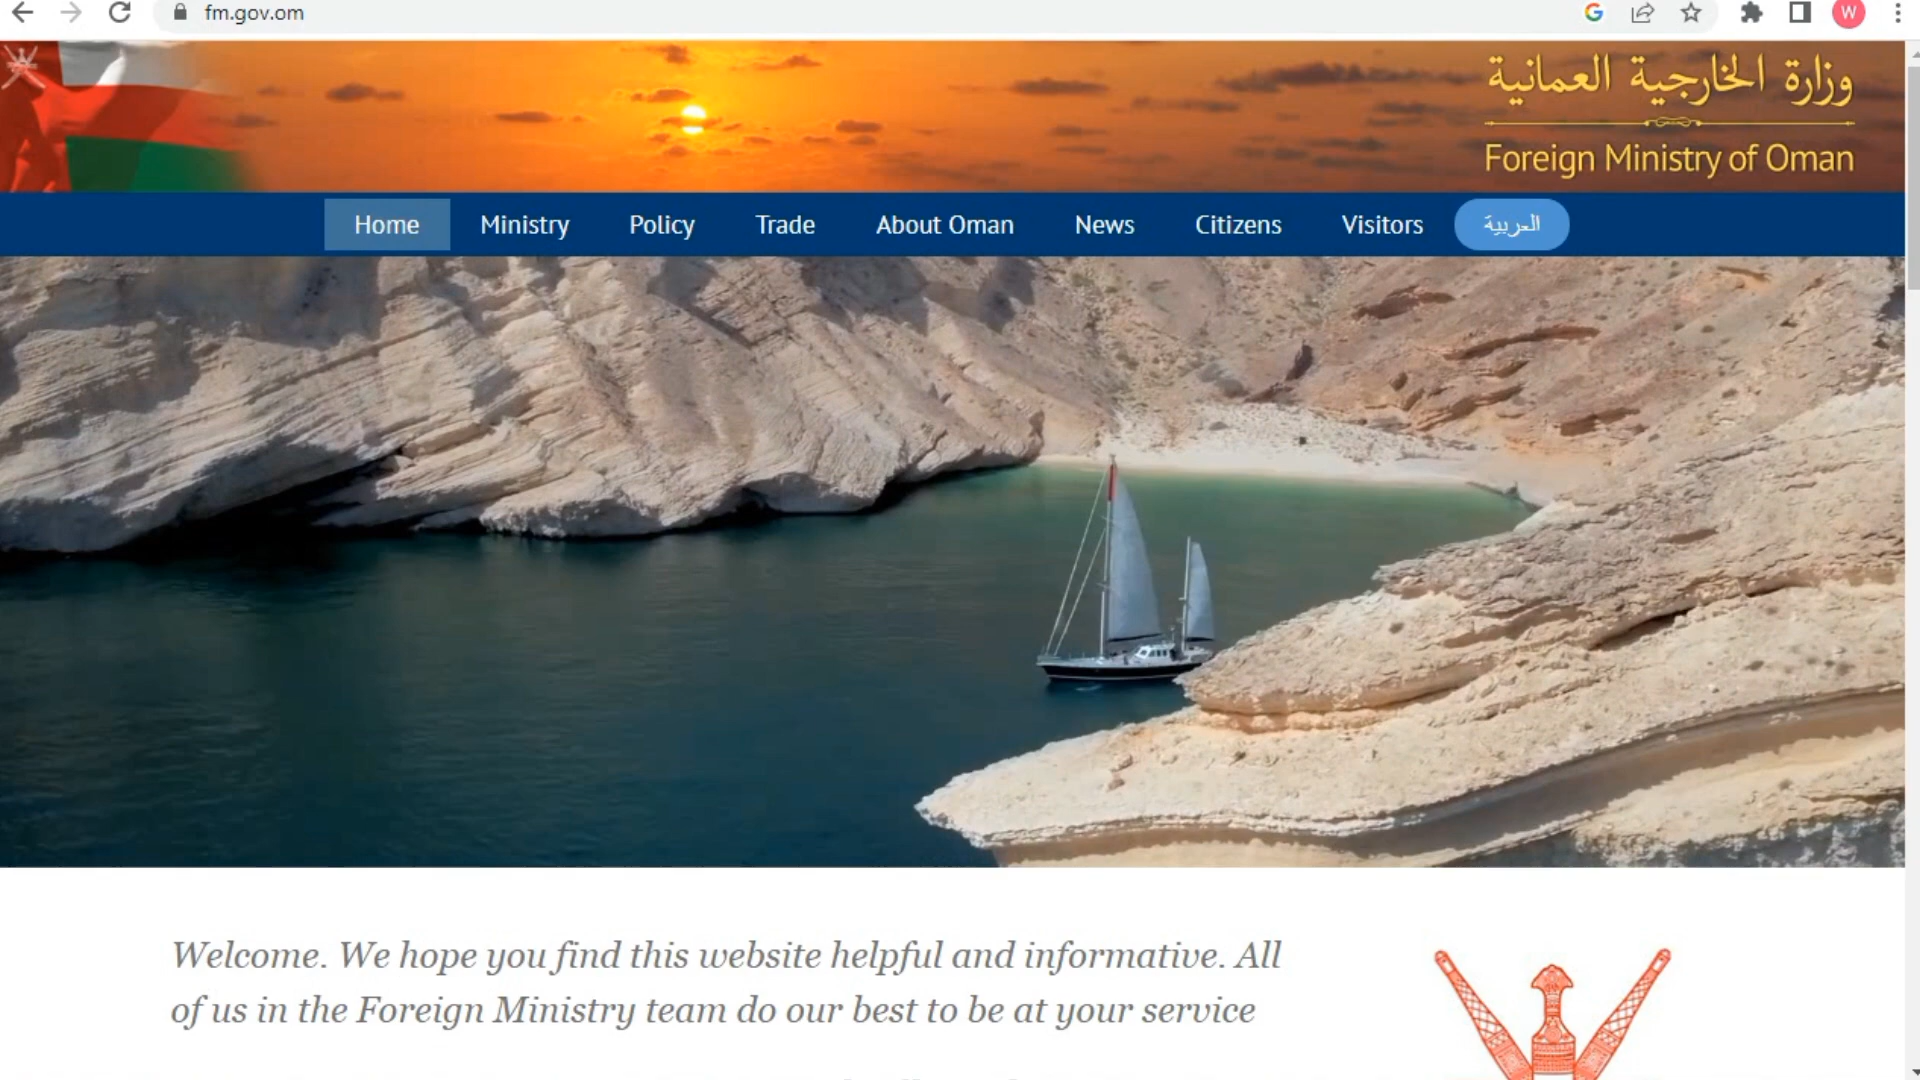 fm.gov.om
W
وزارة الخارجية العمانية
Foreign Ministry of Oman
Home Ministry Policy Trade About Oman News Citizens Visitors العربية
Welcome. We hope you find this website helpful and informative. All
of us in the Foreign Ministry team do our best to be at your service